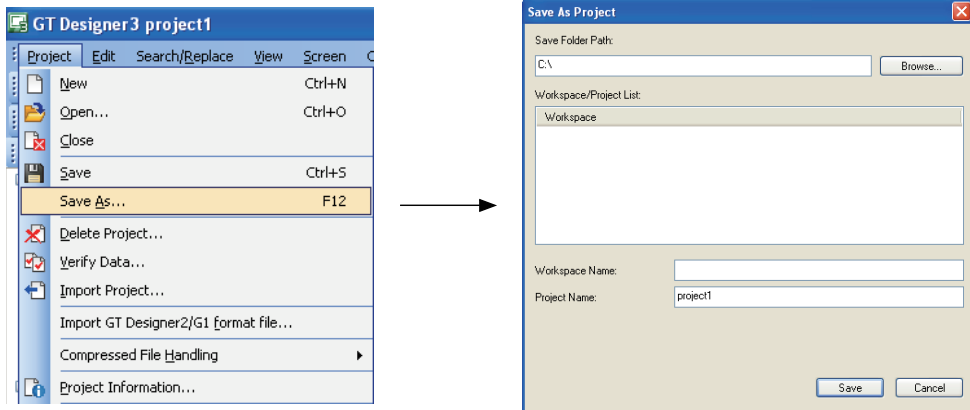 GT Designer3 project1
Project Edit Search/Replace View Screen
New Ctrl+N
Open... Ctrl+O
Close
Save Ctrl+S
Save As... F12
Delete Project...
Verify Data...
Import Project...
Import GT Designer2/G1 format file...
Compressed File Handling
Project Information...
Save As Project
Save Folder Path:
C:\
Browse...
Workspace/Project List:
Workspace
Workspace Name:
Project Name: project1
Save Cancel